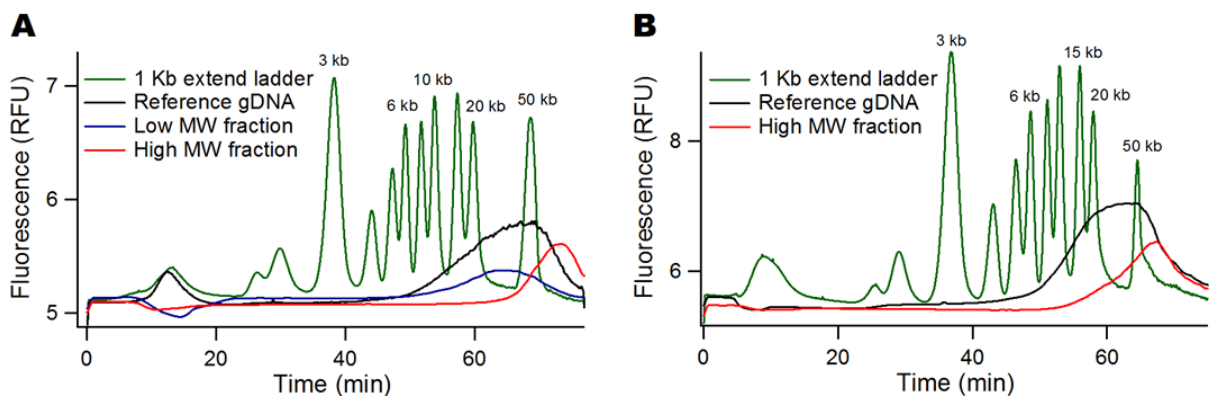 A
Fluorescence (RFU)
7
6
5
1 Kb extend ladder
Reference gDNA
Low MW fraction
High MW fraction
3 kb
6 kb
10 kb
20 kb
50 kb
0
20
40
60
Time (min)
B
Fluorescence (RFU)
8
6
1 Kb extend ladder
Reference gDNA
High MW fraction
3 kb
6 kb
15 kb
20 kb
50 kb
0
20
40
60
Time (min)